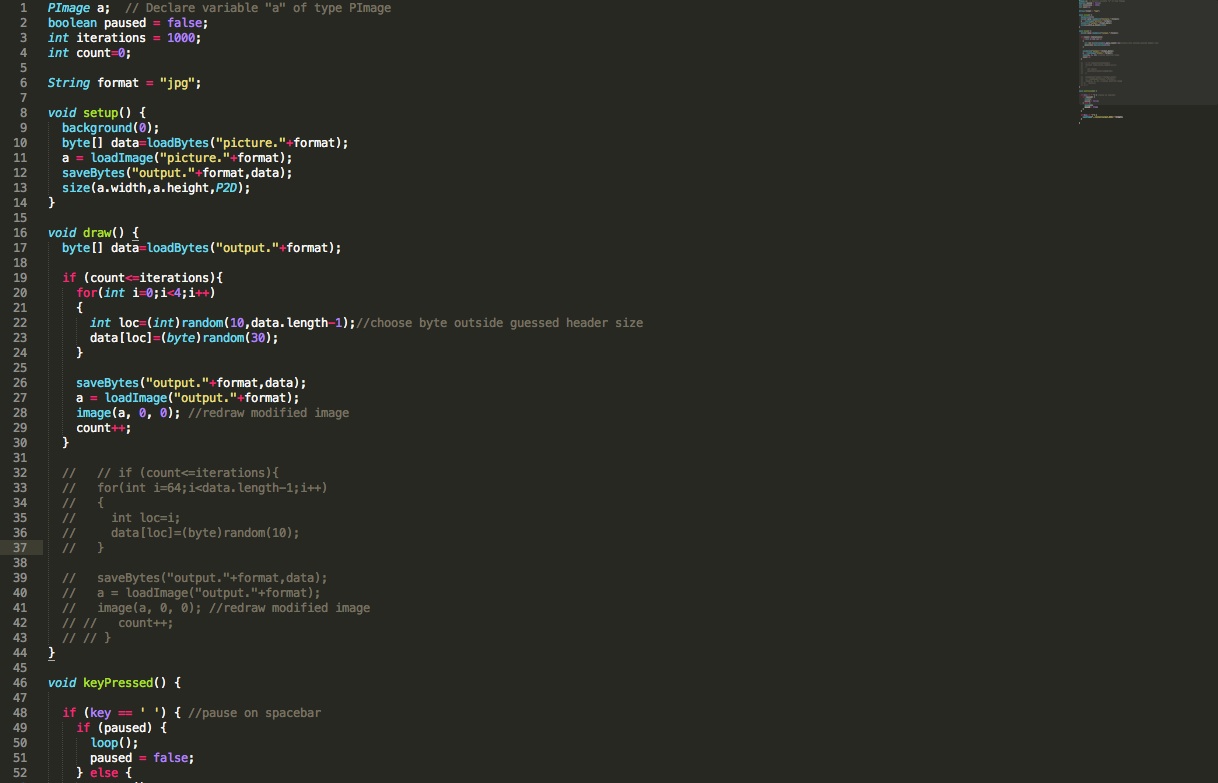 1 PImage a;  // Declare variable "a" of type PImage
2 boolean paused = false;
3 int iterations = 1000;
4 int count=0;
5
6 String format = "jpg";
7
8 void setup() {
9   background(0);
10   byte[] data=loadBytes("picture."+format);
11   a = loadImage("picture."+format);
12   saveBytes("output."+format,data);
13   size(a.width,a.height,P2D);
14 }
15
16 void draw() {
17   byte[] data=loadBytes("output."+format);
18
19   if (count<=iterations){
20     for(int i=0;i<4;i++)
21     {
22       int loc=(int)random(10,data.length-1);//choose byte outside guessed header size
23       data[loc]=(byte)random(30);
24     }
25
26     saveBytes("output."+format,data);
27     a = loadImage("output."+format);
28     image(a, 0, 0); //redraw modified image
29     count++;
30   }
31
32   //   // if (count<=iterations){
33   //   for(int i=64;i<data.length-1;i++)
34   //   {
35   //     int loc=i;
36   //     data[loc]=(byte)random(10);
37   //   }
38
39   //   saveBytes("output."+format,data);
40   //   a = loadImage("output."+format);
41   //   image(a, 0, 0); //redraw modified image
42   // //   count++;
43   // // }
44 }
45
46 void keyPressed() {
47
48   if (key == ' ') { //pause on spacebar
49     if (paused) {
50       loop();
51       paused = false;
52     } else {